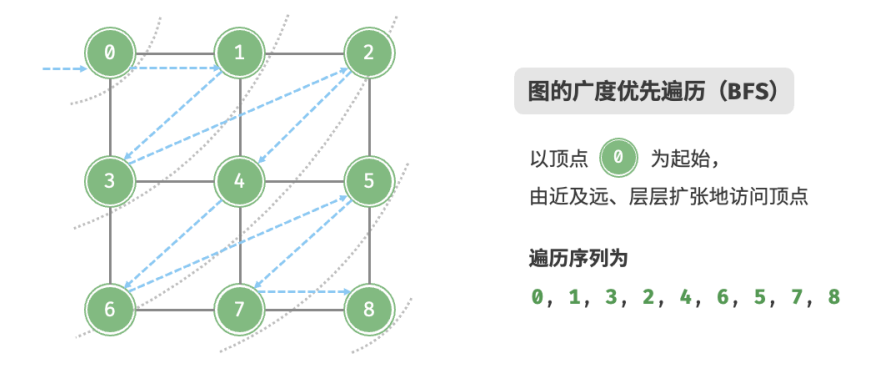 0 1 2
3 4 5
6 7 8
图的广度优先遍历（BFS）
以顶点 0 为起始，
由近及远、层层扩张地访问顶点
遍历序列为
0, 1, 3, 2, 4, 6, 5, 7, 8